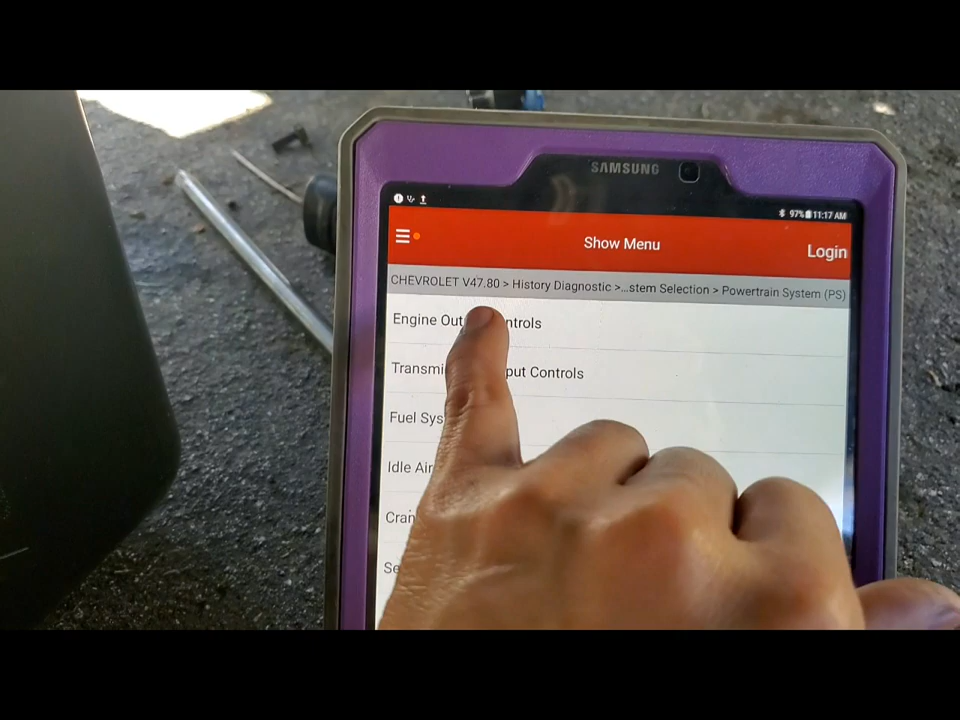 SAMSUNG
97% 11:17 AM
Show Menu
Login
CHEVROLET V47.80 > History Diagnostic >...stem Selection > Powertrain System (PS)
Engine Out ntrols
Transmi put Controls
Fuel Sys
Idle Air
Cran
Se